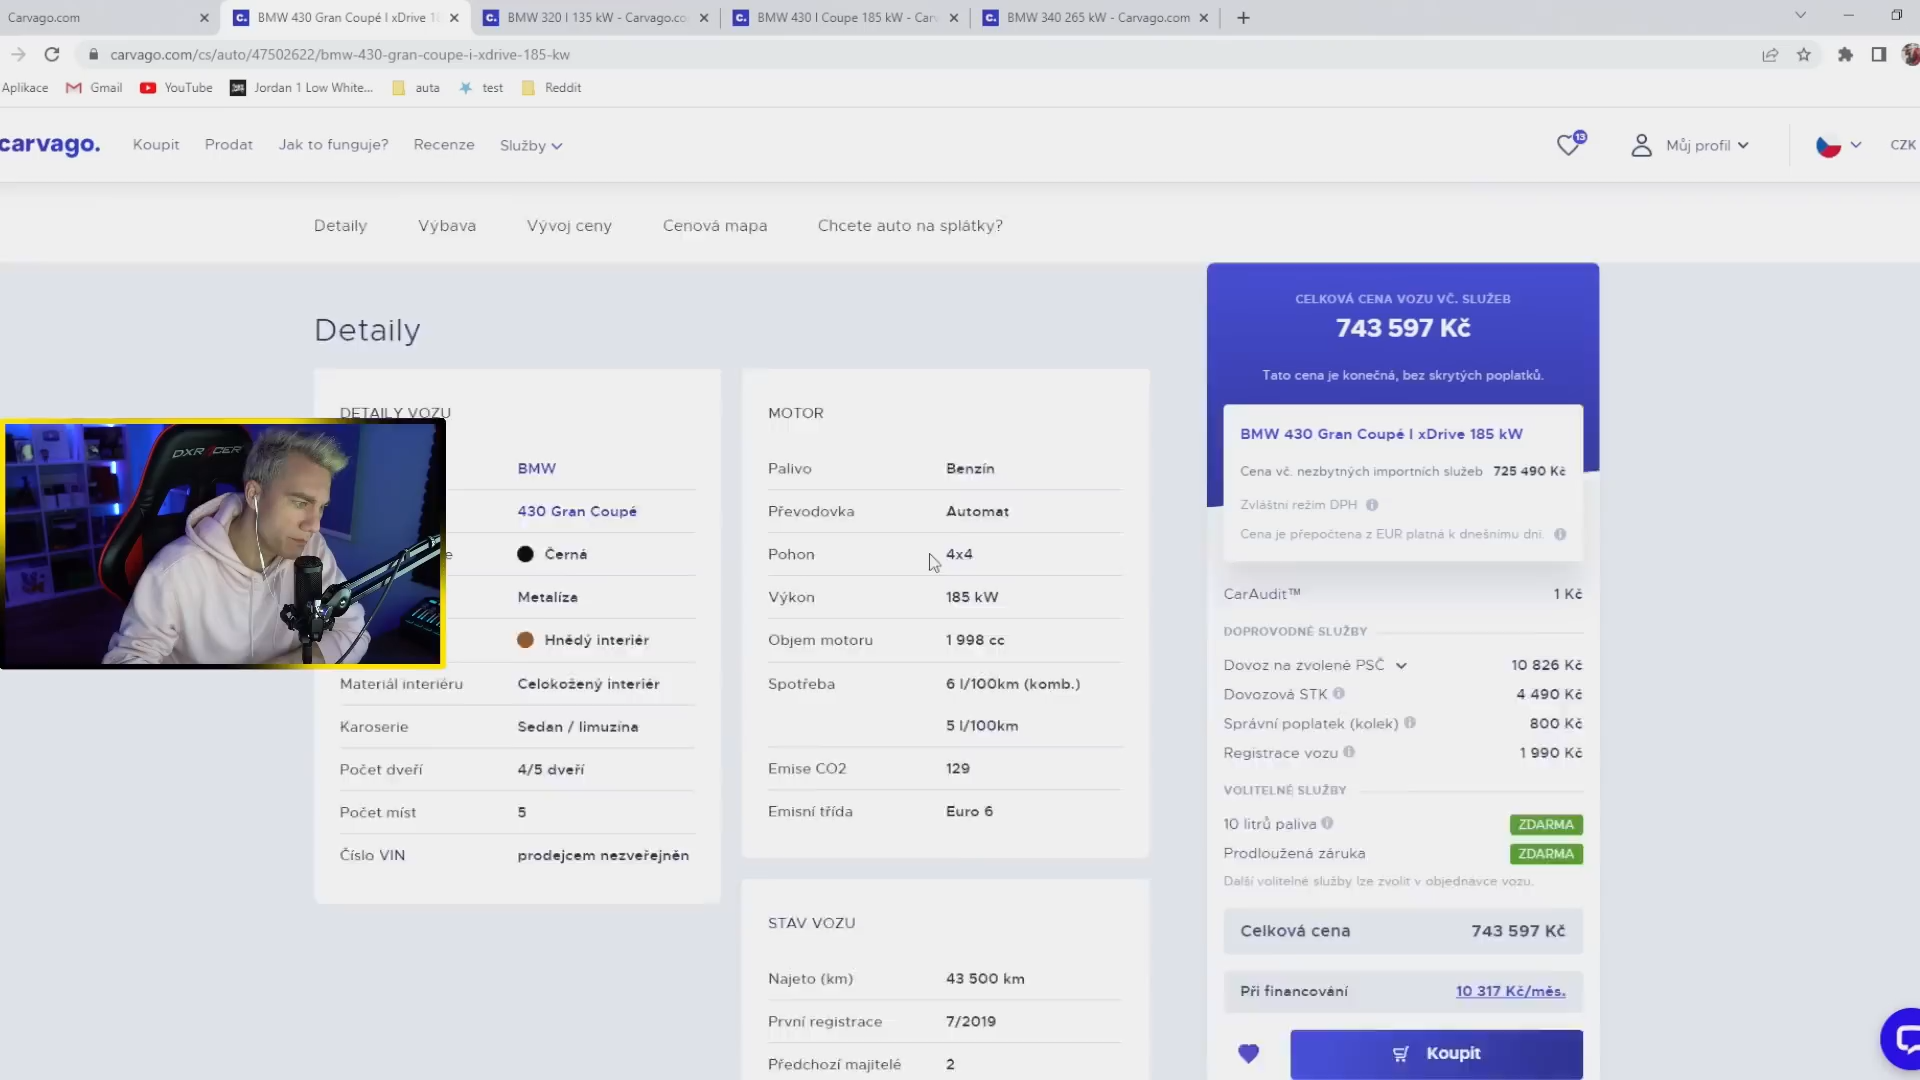 Carvago.com
BMW 430 Gran Coupé I xDrive 18
BMW 320 I 135 kW - Carvago.co
BMW 430 I Coupe 185 kW - Carv
BMW 340 265 kW - Carvago.com
carvago.com/cs/auto/47502622/bmw-430-gran-coupe-i-xdrive-185-kw
Aplikace
Gmail
YouTube
Jordan 1 Low White...
auta
test
Reddit
carvago.
Koupit
Prodat
Jak to funguje?
Recenze
Služby
13
Můj profil
CZK
Detaily
Výbava
Vývoj ceny
Cenová mapa
Chcete auto na splátky?
Detaily
DETAILY VOZU
BMW
430 Gran Coupé
e
Černá
Metalíza
Hnědý interiér
Materiál interiéru Celokožený interiér
Karoserie Sedan / limuzína
Počet dveří 4/5 dveří
Počet míst 5
Číslo VIN prodejcem nezveřejněn
DXRACER
MOTOR
Palivo Benzín
Převodovka Automat
Pohon 4x4
Výkon 185 kW
Objem motoru 1 998 cc
Spotřeba 6 l/100km (komb.)
5 l/100km
Emise CO2 129
Emisní třída Euro 6
STAV VOZU
Najeto (km) 43 500 km
První registrace 7/2019
Předchozí majitelé 2
CELKOVÁ CENA VOZU VČ. SLUŽEB
743 597 Kč
Tato cena je konečná, bez skrytých poplatků.
BMW 430 Gran Coupé I xDrive 185 kW
Cena vč. nezbytných importních služeb 725 490 Kč
Zvláštní režim DPH
Cena je přepočtena z EUR platná k dnešnímu dni.
CarAudit™ 1 Kč
DOPROVODNÉ SLUŽBY
Dovoz na zvolené PSČ 10 826 Kč
Dovozová STK 4 490 Kč
Správní poplatek (kolek) 800 Kč
Registrace vozu 1 990 Kč
VOLITELNÉ SLUŽBY
10 litrů paliva ZDARMA
Prodloužená záruka ZDARMA
Další volitelné služby lze zvolit v objednávce vozu.
Celková cena 743 597 Kč
Při financování 10 317 Kč/měs.
Koupit